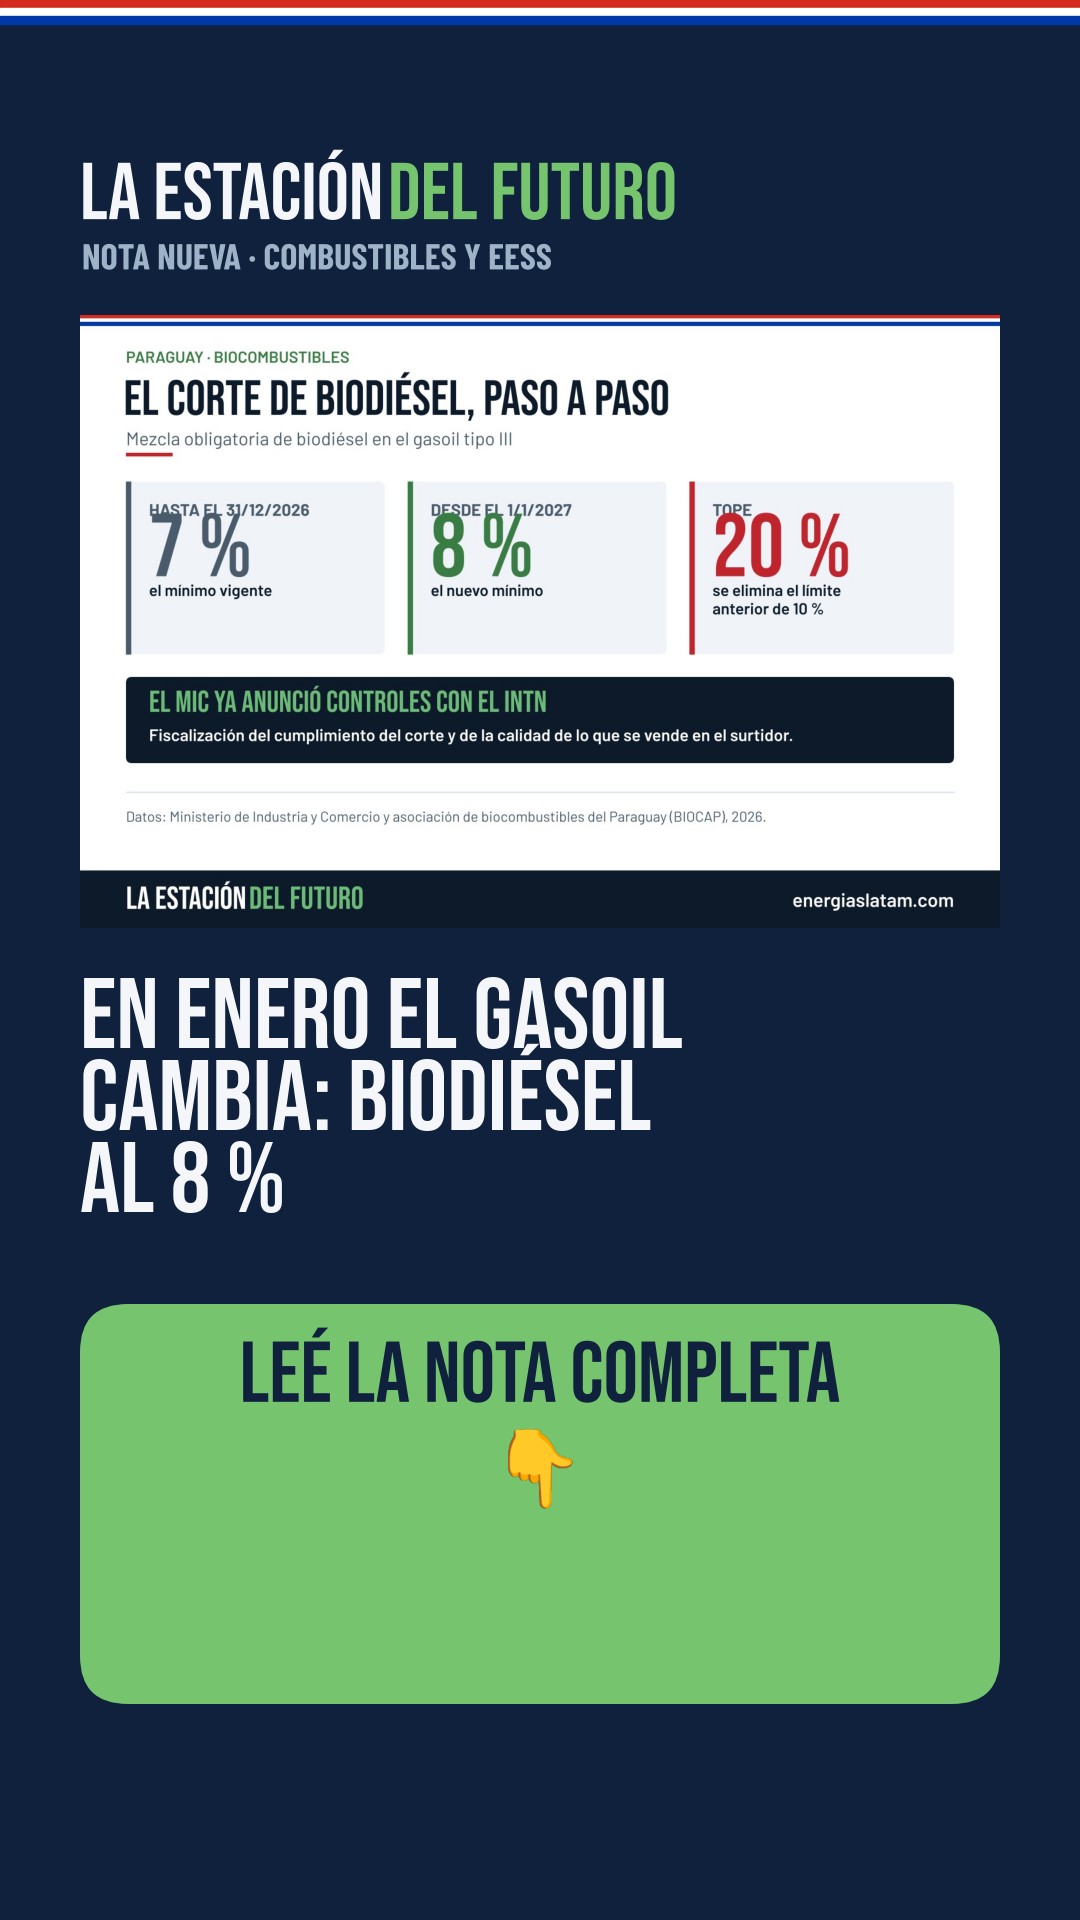 LA ESTACIÓN DEL FUTURO
NOTA NUEVA · COMBUSTIBLES Y EESS
PARAGUAY · BIOCOMBUSTIBLES
EL CORTE DE BIODIÉSEL, PASO A PASO
Mezcla obligatoria de biodiésel en el gasoil tipo III
HASTA EL 31/12/2026
7 %
el mínimo vigente
DESDE EL 1/1/2027
8 %
el nuevo mínimo
TOPE
20 %
se elimina el límite
anterior de 10 %
EL MIC YA ANUNCIÓ CONTROLES CON EL INTN
Fiscalización del cumplimiento del corte y de la calidad de lo que se vende en el surtidor.
Datos: Ministerio de Industria y Comercio y asociación de biocombustibles del Paraguay (BIOCAP), 2026.
LA ESTACIÓN DEL FUTURO
energiaslatam.com
EN ENERO EL GASOIL
CAMBIA: BIODIÉSEL
AL 8 %
LEÉ LA NOTA COMPLETA
👇